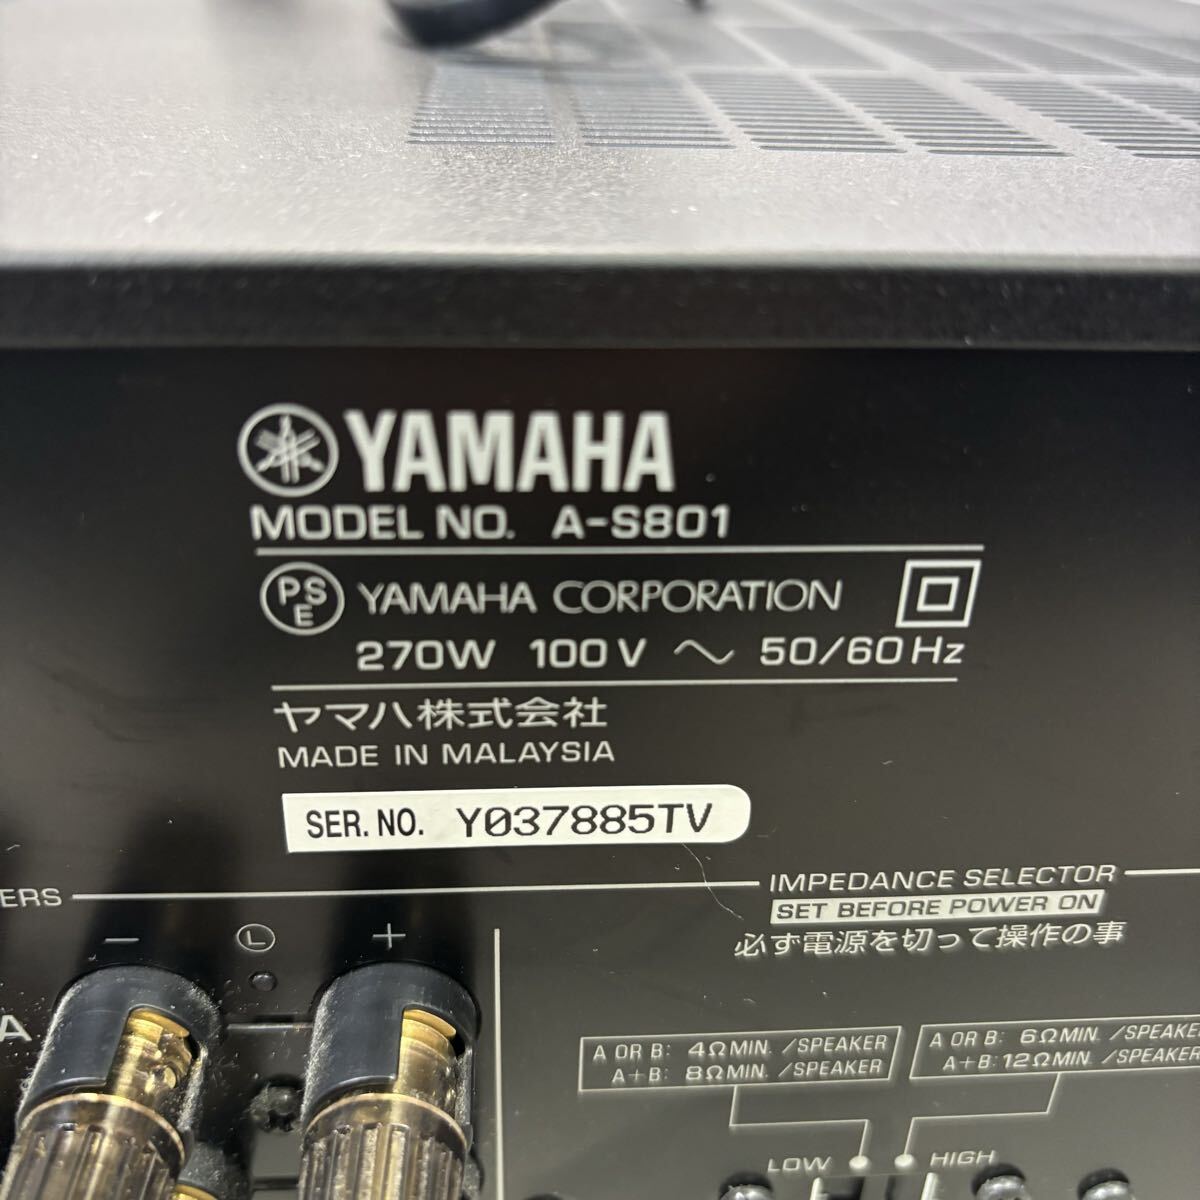 YAMAHA
MODEL NO. A-S801
PSE YAMAHA CORPORATION
270W 100V ~ 50/60Hz
ヤマハ株式会社
MADE IN MALAYSIA
SER. NO. Y037885TV
ERS
IMPEDANCE SELECTOR
SET BEFORE POWER ON
必ず電源を切って操作の事
− L +
A
A OR B: 4ΩMIN. /SPEAKER
A+B: 8ΩMIN. /SPEAKER
A OR B: 6ΩMIN. /SPEAKER
A+B: 12ΩMIN. /SPEAKER
LOW HIGH